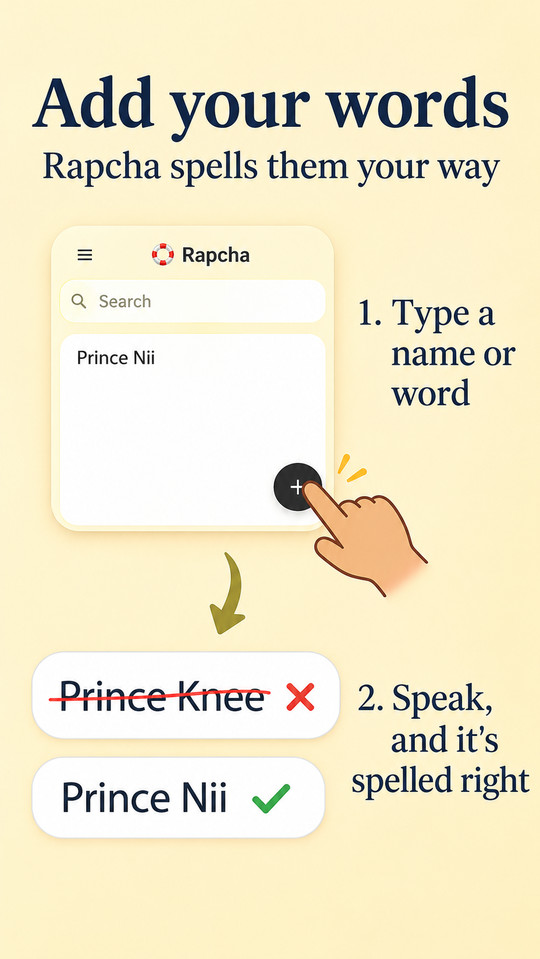 Add your words
Rapcha spells them your way
Rapcha
Search
Prince Nii
1. Type a
name or
word
Prince Knee
Prince Nii
2. Speak,
and it's
spelled right